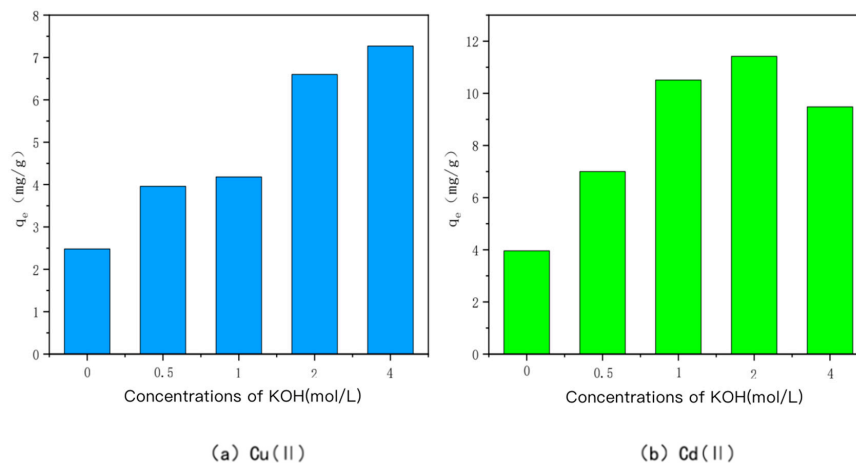 8
7
6
5
4
3
2
1
0
qₑ (mg/g)
0 0.5 1 2 4
Concentrations of KOH(mol/L)
(a) Cu(II)
12
10
8
6
4
2
0
qₑ (mg/g)
0 0.5 1 2 4
Concentrations of KOH(mol/L)
(b) Cd(II)